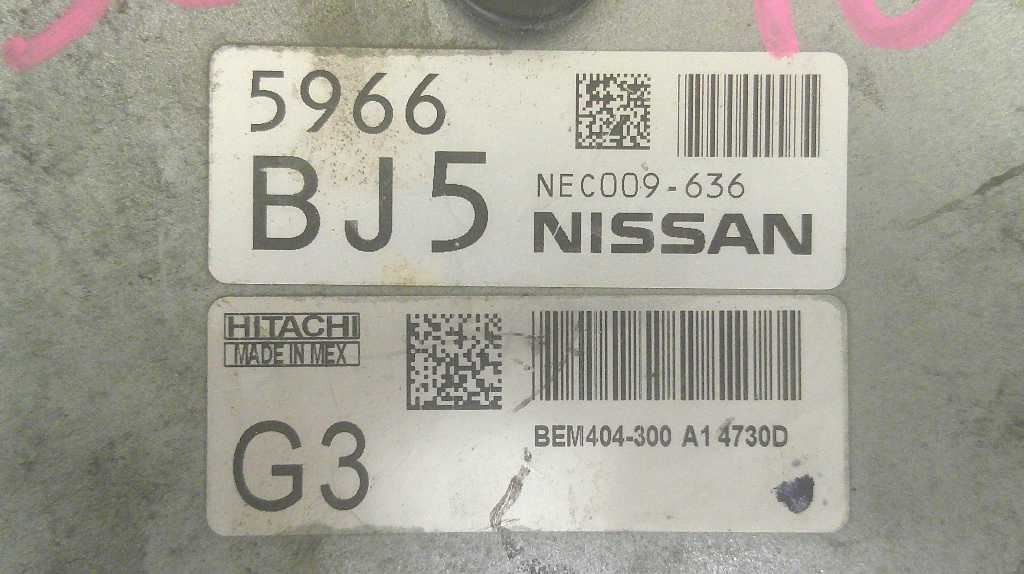 5966
BJ5
NEC009-636
NISSAN
HITACHI
MADE IN MEX
G3
BEM404-300 A1 4730D